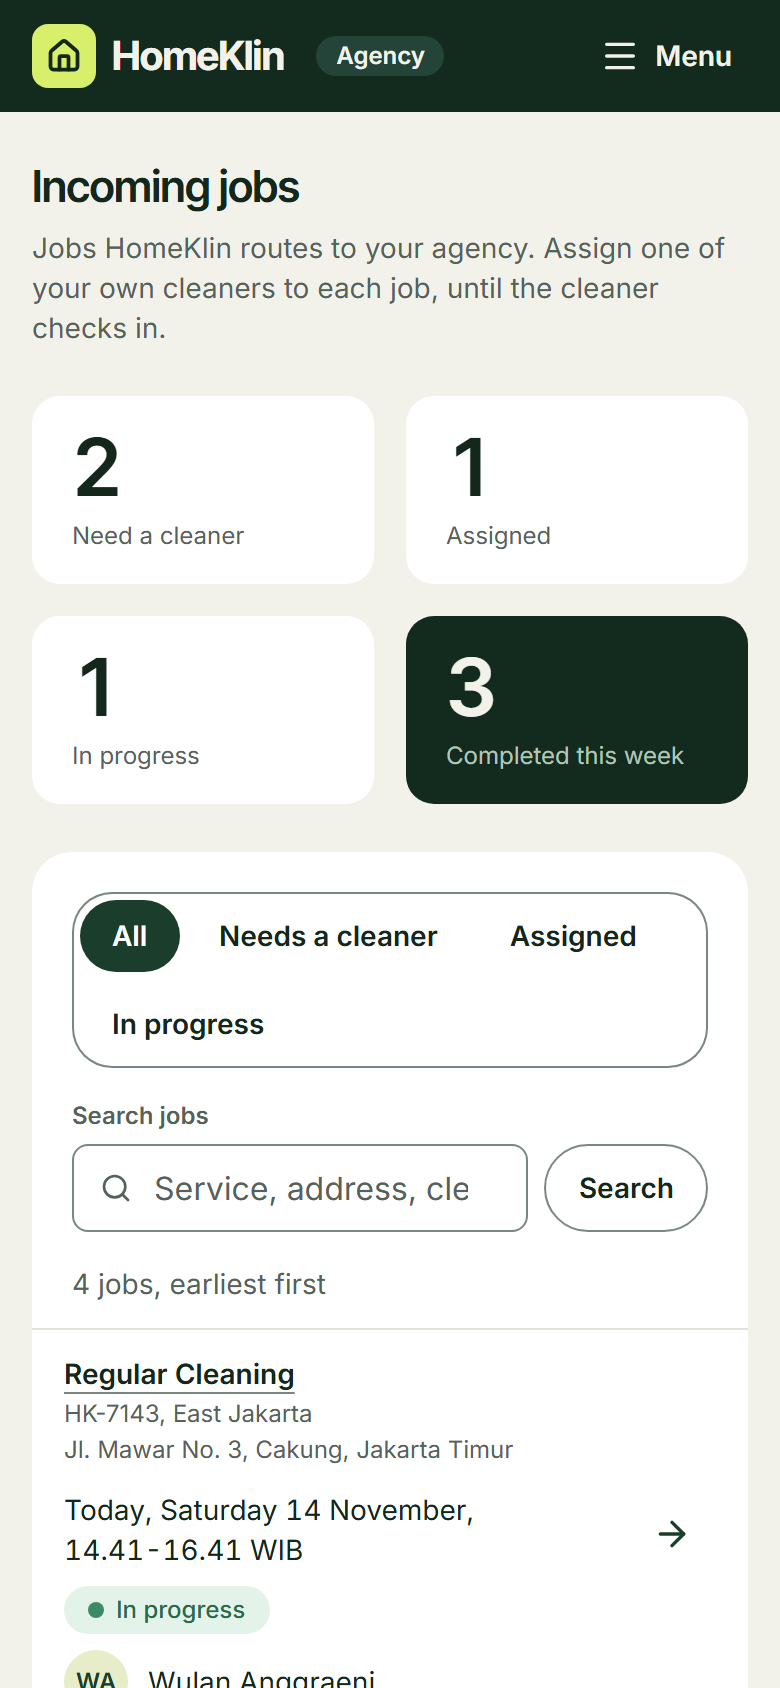 HomeKlin
Agency
Menu
Incoming jobs
Jobs HomeKlin routes to your agency. Assign one of
your own cleaners to each job, until the cleaner
checks in.
2
Need a cleaner
1
Assigned
1
In progress
3
Completed this week
All
Needs a cleaner
Assigned
In progress
Search jobs
Service, address, cle
Search
4 jobs, earliest first
Regular Cleaning
HK-7143, East Jakarta
Jl. Mawar No. 3, Cakung, Jakarta Timur
Today, Saturday 14 November,
14.41-16.41 WIB
In progress
WA
Wulan Anggraeni